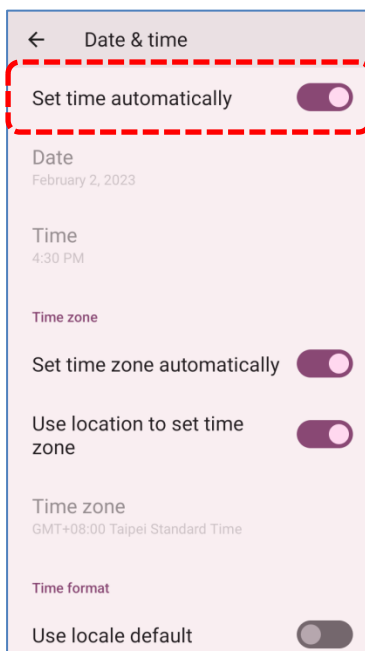 Date & time
Set time automatically
Date
February 2, 2023
Time
4:30 PM
Time zone
Set time zone automatically
Use location to set time
zone
Time zone
GMT+08:00 Taipei Standard Time
Time format
Use locale default